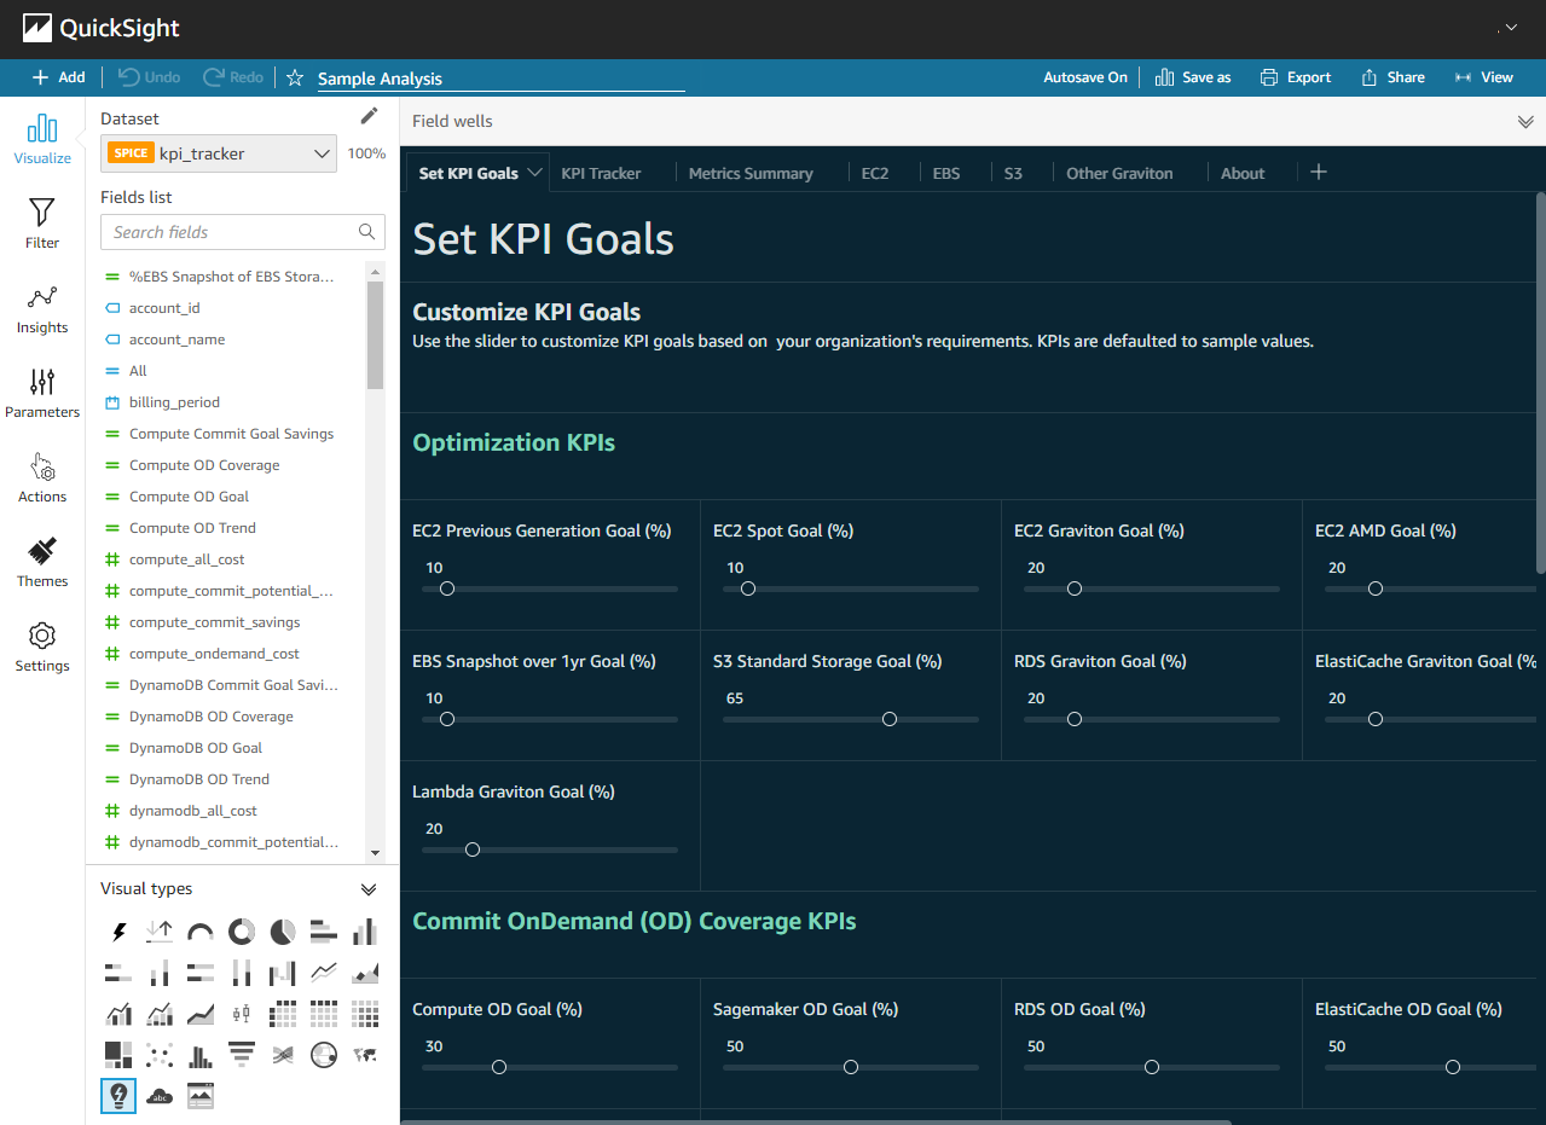 QuickSight
Add
Undo
Redo
Sample Analysis
Autosave On
Save as
Export
Share
View
Visualize
Filter
Insights
Parameters
Actions
Themes
Settings
Dataset
SPICE kpi_tracker
100%
Fields list
Search fields
%EBS Snapshot of EBS Stora...
account_id
account_name
All
billing_period
Compute Commit Goal Savings
Compute OD Coverage
Compute OD Goal
Compute OD Trend
compute_all_cost
compute_commit_potential_...
compute_commit_savings
compute_ondemand_cost
DynamoDB Commit Goal Savi...
DynamoDB OD Coverage
DynamoDB OD Goal
DynamoDB OD Trend
dynamodb_all_cost
dynamodb_commit_potential...
Visual types
abc
Field wells
Set KPI Goals
KPI Tracker
Metrics Summary
EC2
EBS
S3
Other Graviton
About
Set KPI Goals
Customize KPI Goals
Use the slider to customize KPI goals based on your organization's requirements. KPIs are defaulted to sample values.
Optimization KPIs
EC2 Previous Generation Goal (%)
10
EC2 Spot Goal (%)
10
EC2 Graviton Goal (%)
20
EC2 AMD Goal (%)
20
EBS Snapshot over 1yr Goal (%)
10
S3 Standard Storage Goal (%)
65
RDS Graviton Goal (%)
20
ElastiCache Graviton Goal (%
20
Lambda Graviton Goal (%)
20
Commit OnDemand (OD) Coverage KPIs
Compute OD Goal (%)
30
Sagemaker OD Goal (%)
50
RDS OD Goal (%)
50
ElastiCache OD Goal (%)
50